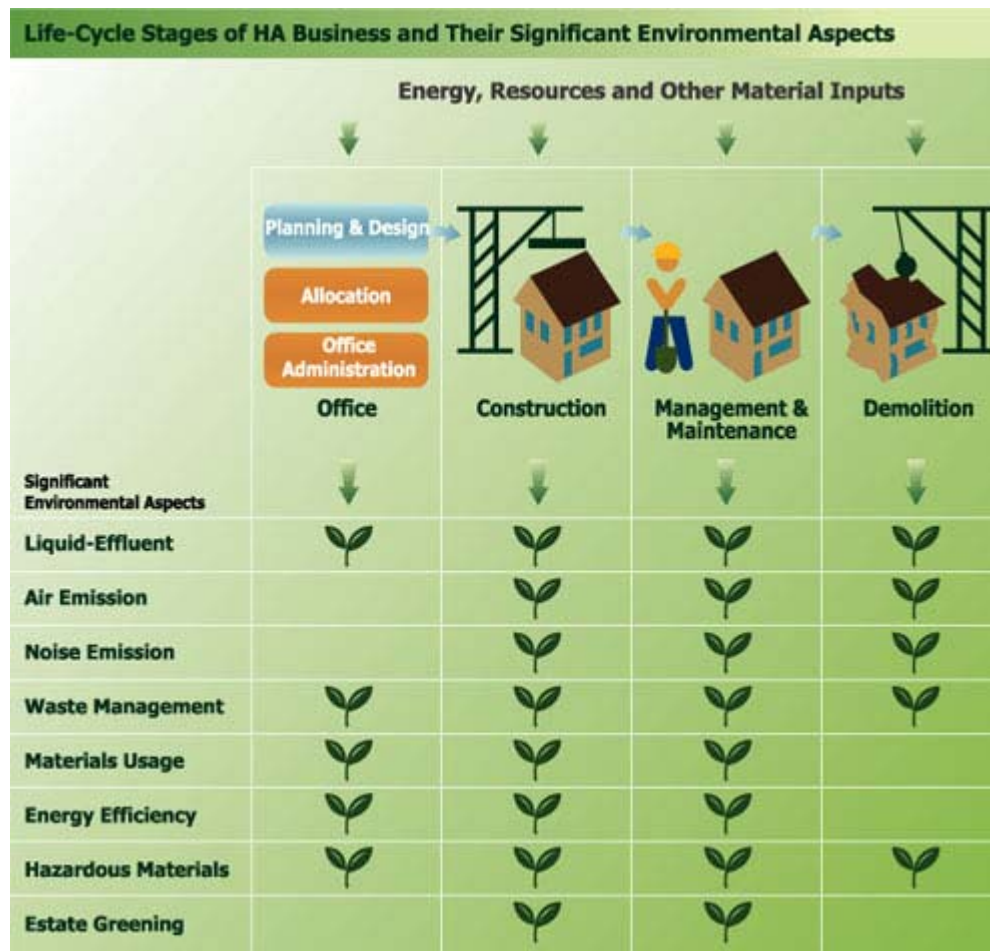 Life-Cycle Stages of HA Business and Their Significant Environmental Aspects
Energy, Resources and Other Material Inputs
Planning & Design
Allocation
Office
Administration
Office
Construction
Management &
Maintenance
Demolition
Significant
Environmental Aspects
Liquid-Effluent
Air Emission
Noise Emission
Waste Management
Materials Usage
Energy Efficiency
Hazardous Materials
Estate Greening